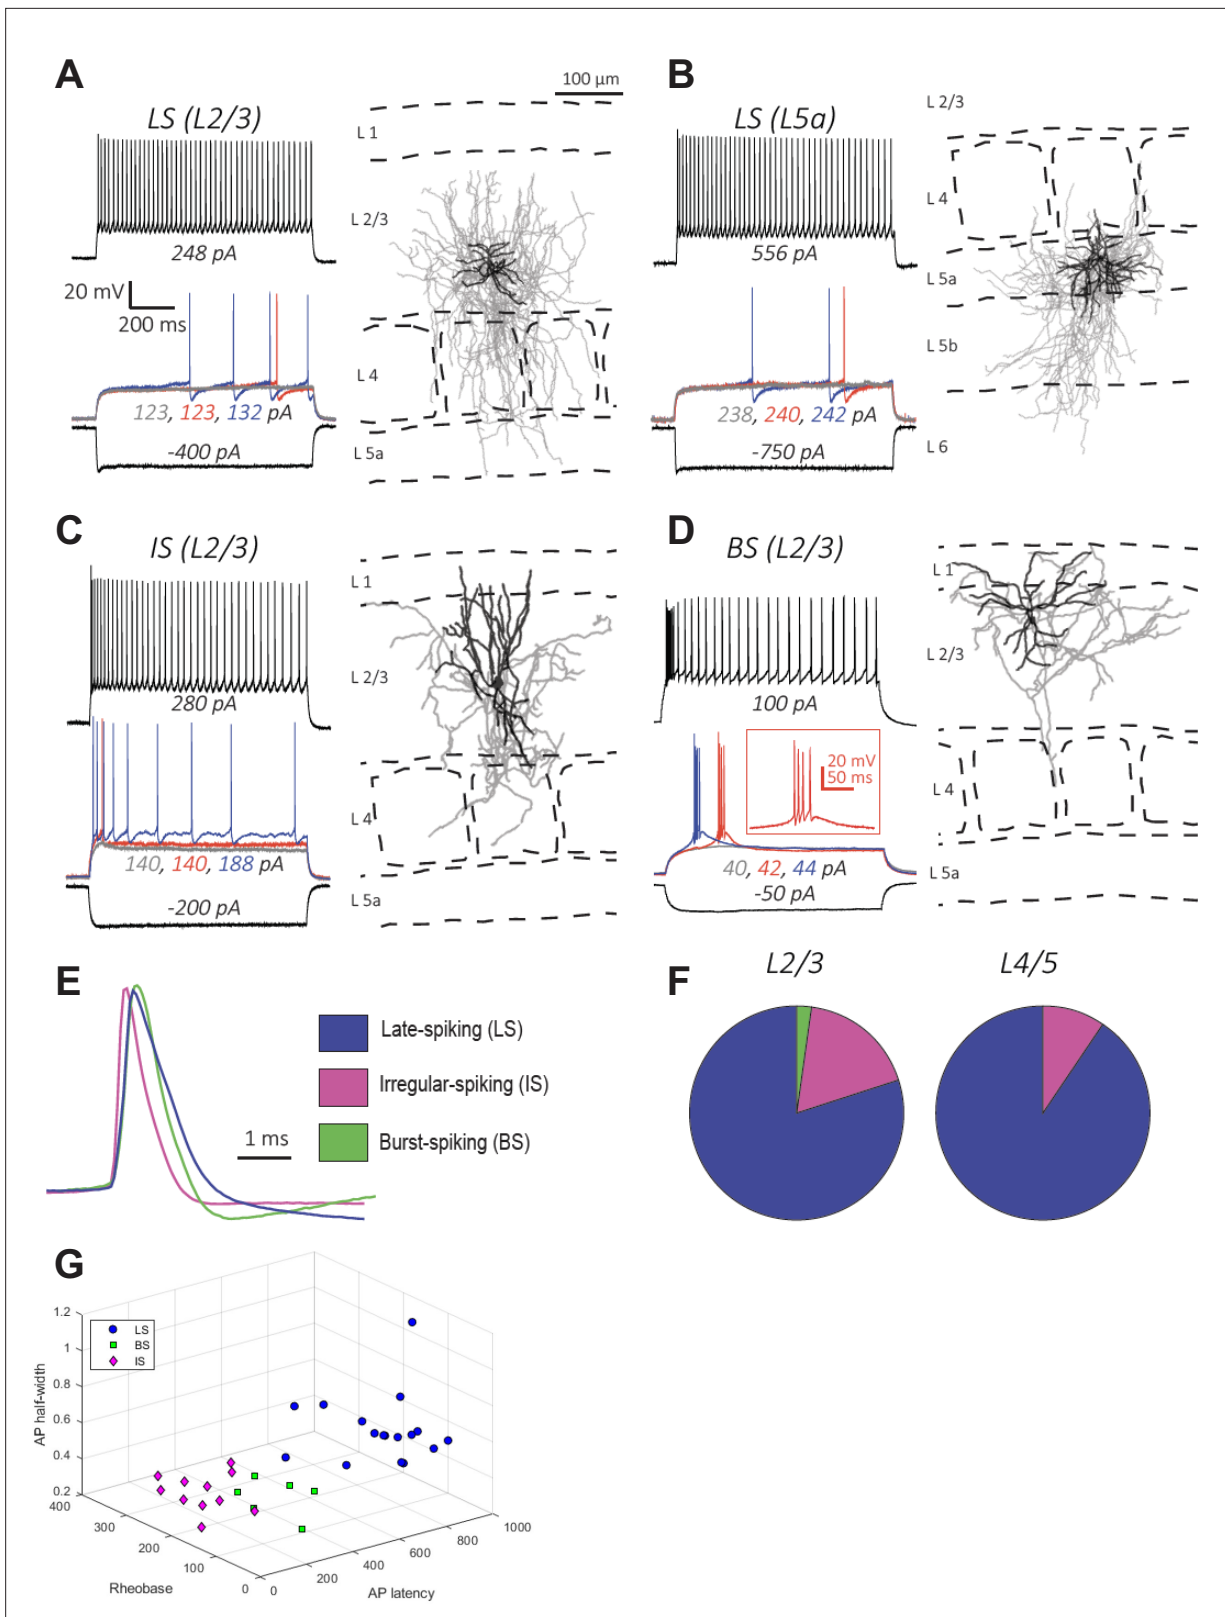 A
LS (L2/3)
248 pA
20 mV
200 ms
123, 123, 132 pA
-400 pA
100 µm
L 1
L 2/3
L 4
L 5a
B
LS (L5a)
556 pA
238, 240, 242 pA
-750 pA
L 2/3
L 4
L 5a
L 5b
L 6
C
IS (L2/3)
280 pA
140, 140, 188 pA
-200 pA
L 1
L 2/3
L 4
L 5a
D
BS (L2/3)
100 pA
20 mV
50 ms
40, 42, 44 pA
-50 pA
L 1
L 2/3
L 4
L 5a
E
1 ms
Late-spiking (LS)
Irregular-spiking (IS)
Burst-spiking (BS)
F
L2/3
L4/5
G
LS
BS
IS
AP half-width
1.2
1
0.8
0.6
0.4
0.2
400
300
200
100
0
Rheobase
0
200
400
600
800
1000
AP latency